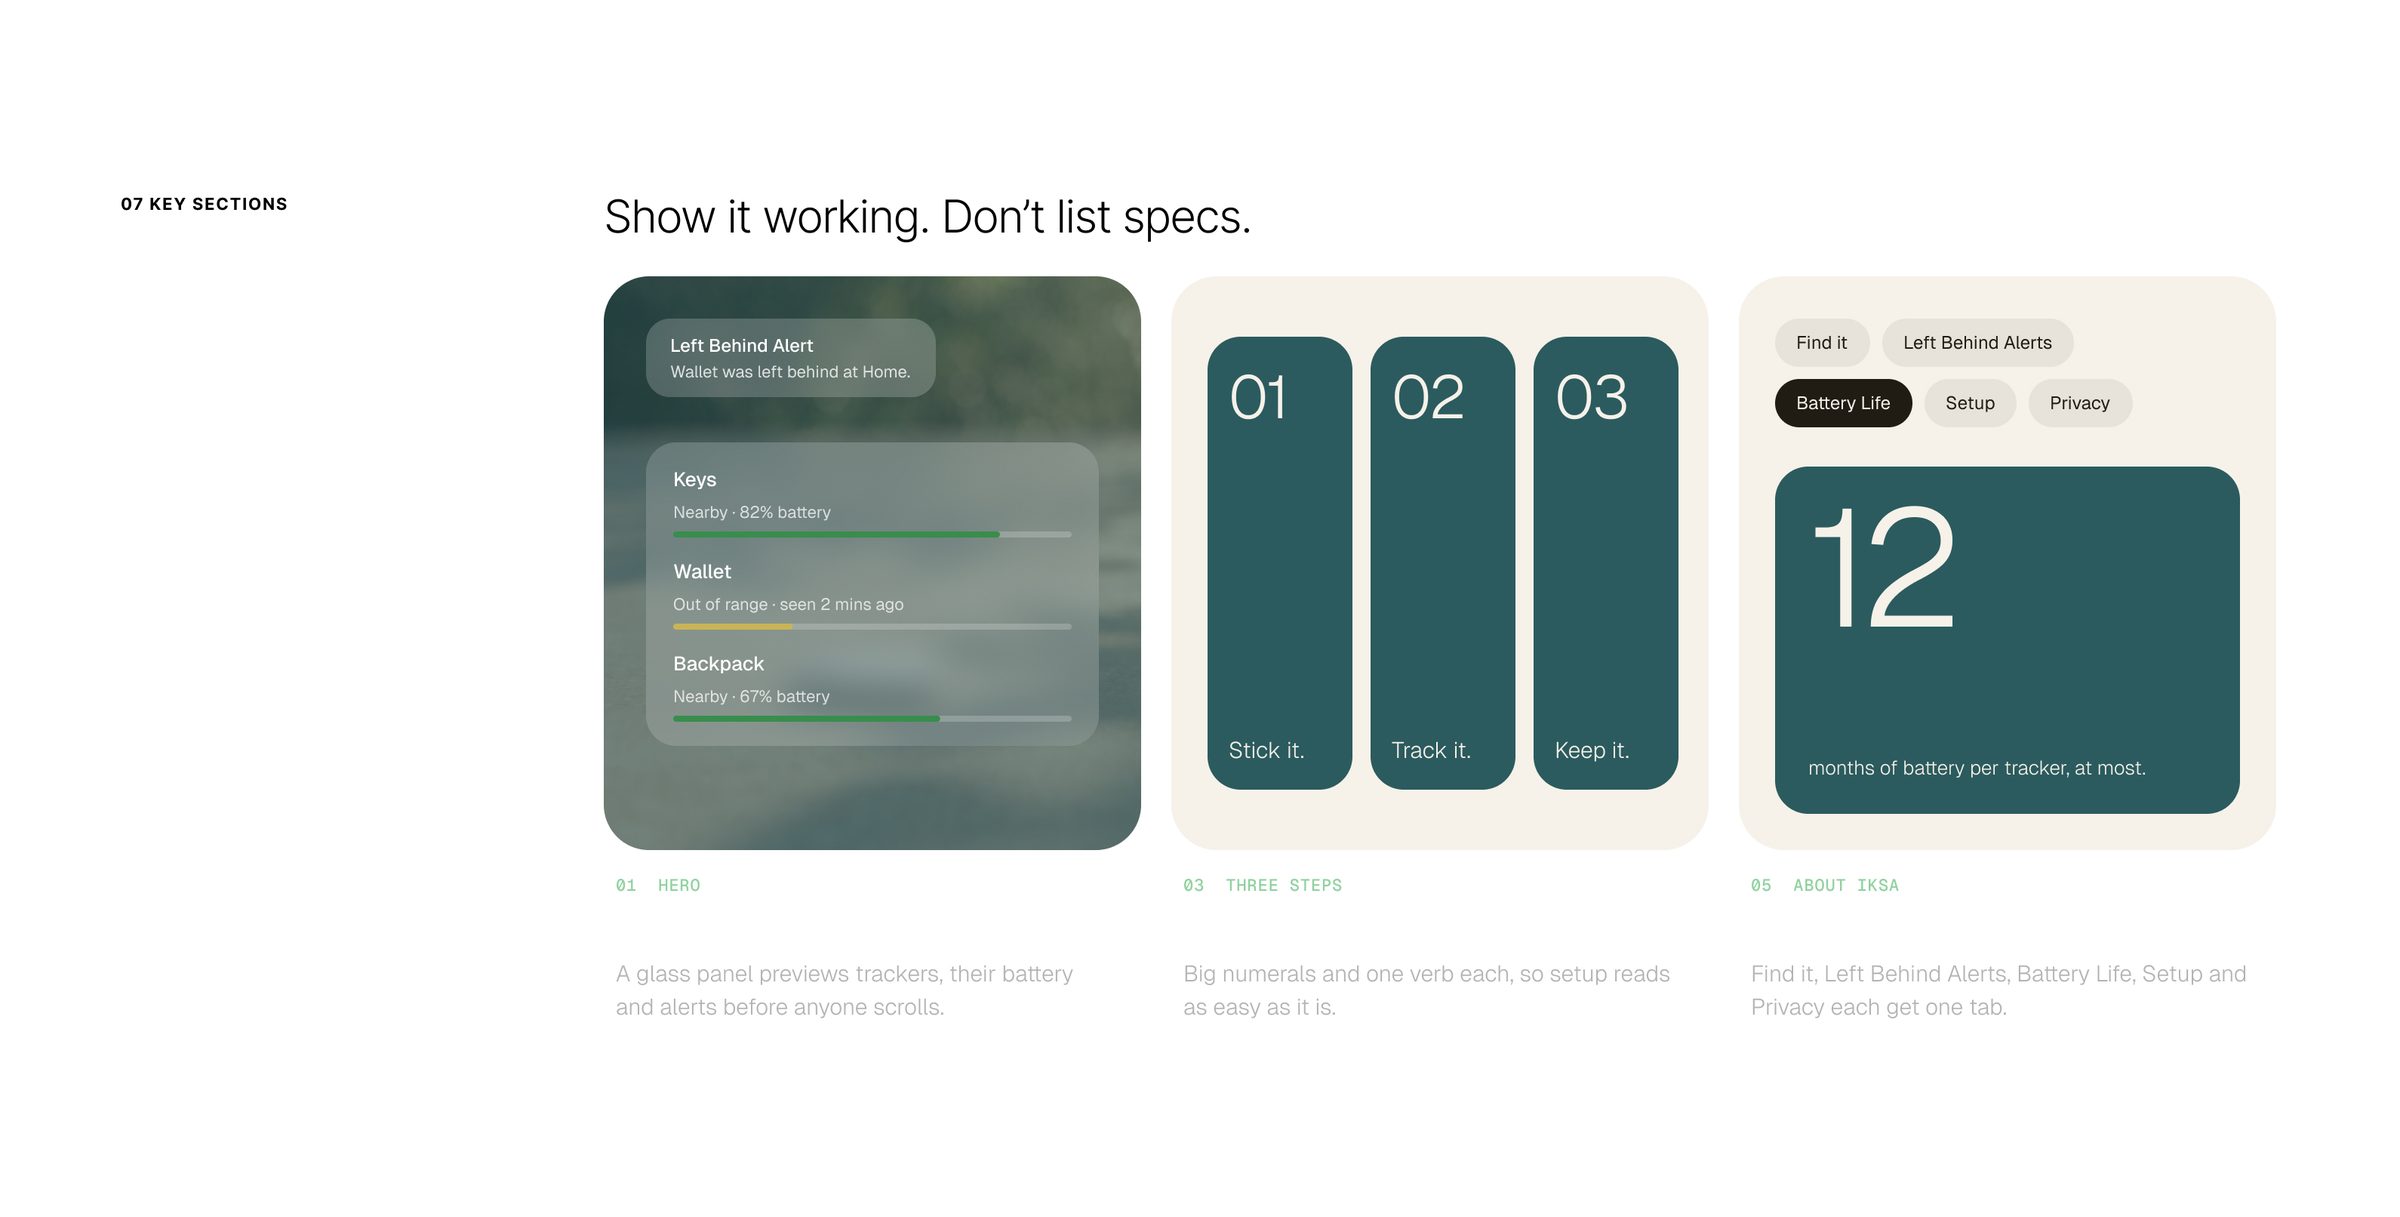 07 KEY SECTIONS
Show it working. Don’t list specs.
Left Behind Alert
Wallet was left behind at Home.
Keys
Nearby · 82% battery
Wallet
Out of range · seen 2 mins ago
Backpack
Nearby · 67% battery
01 HERO
A glass panel previews trackers, their battery
and alerts before anyone scrolls.
01
Stick it.
02
Track it.
03
Keep it.
03 THREE STEPS
Big numerals and one verb each, so setup reads
as easy as it is.
Find it
Left Behind Alerts
Battery Life
Setup
Privacy
12
months of battery per tracker, at most.
05 ABOUT IKSA
Find it, Left Behind Alerts, Battery Life, Setup and
Privacy each get one tab.